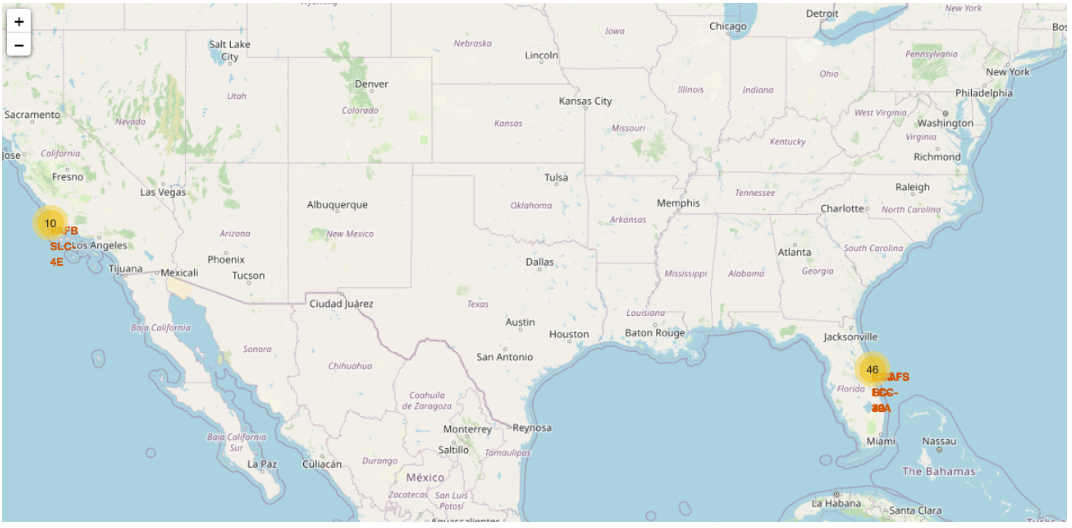 Wyoming
Detroit
New York
Chicago
+
−
Iowa
Salt Lake
City
Nebraska
Lincoln
Pennsylvania
New York
Denver
Ohio
Utah
Illinois
Indiana
Philadelphia
Kansas City
Colorado
Sacramento
Nevada
West Virginia
Washington
Kansas
Missouri
Virginia
Kentucky
Jose
California
Richmond
Fresno
Tulsa
Las Vegas
Raleigh
Tennessee
Albuquerque
Oklahoma
Memphis
Charlotte
North Carolina
Arkansas
10
VAFB
SLC-
4E
Los Angeles
Arizona
New Mexico
South Carolina
Atlanta
Phoenix
Dallas
Tijuana
Mexicali
Tucson
Mississippi
Alabama
Georgia
Ciudad Juárez
Texas
Louisiana
Austin
Baja California
Houston
Baton Rouge
Jacksonville
Sonora
San Antonio
Chihuahua
46
Florida
Coahuila
de Zaragoza
Monterrey
Reynosa
Baja California
Sur
Saltillo
Tamaulipas
Miami
Nassau
La Paz
Culiacán
Durango
The Bahamas
México
Zacatecas
San Luis
Potosí
La Habana
Santa Clara
Aguascalientes